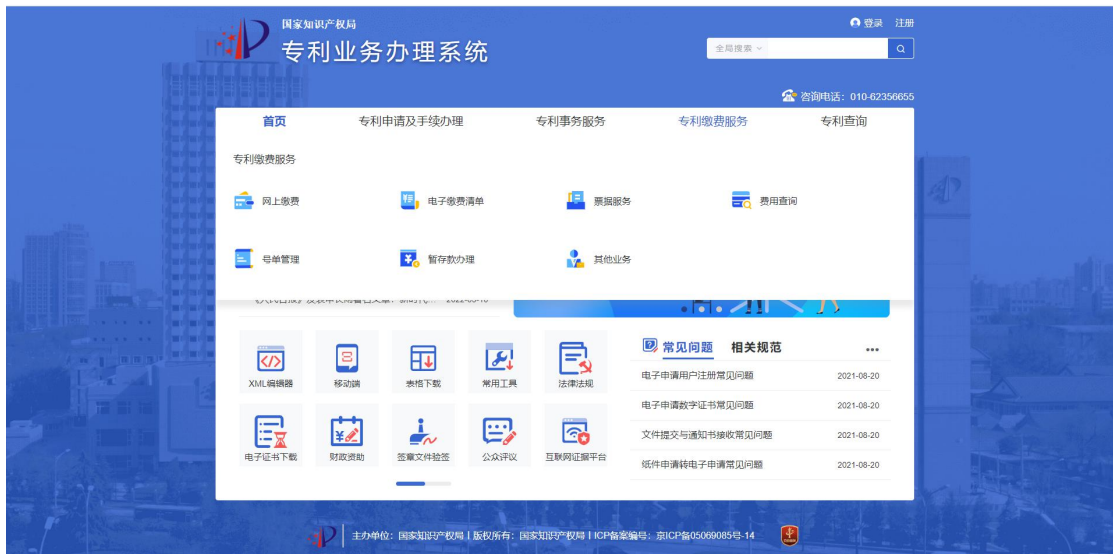 国家知识产权局
专利业务办理系统
登录 注册
全局搜索
咨询电话：010-62356655
首页 专利申请及手续办理 专利事务服务 专利缴费服务 专利查询
专利缴费服务
网上缴费 电子缴费清单 票据服务 费用查询
号单管理 暂存款办理 其他业务
常见问题 相关规范
XML编辑器 移动端 表格下载 常用工具 法律法规
电子申请用户注册常见问题 2021-08-20
电子申请数字证书常见问题 2021-08-20
文件提交与通知书接收常见问题 2021-08-20
纸件申请转电子申请常见问题 2021-08-20
电子证书下载 财政资助 签章文件验签 公众评议 互联网证据平台
主办单位：国家知识产权局 | 版权所有：国家知识产权局 | ICP备案编号：京ICP备05069085号-14